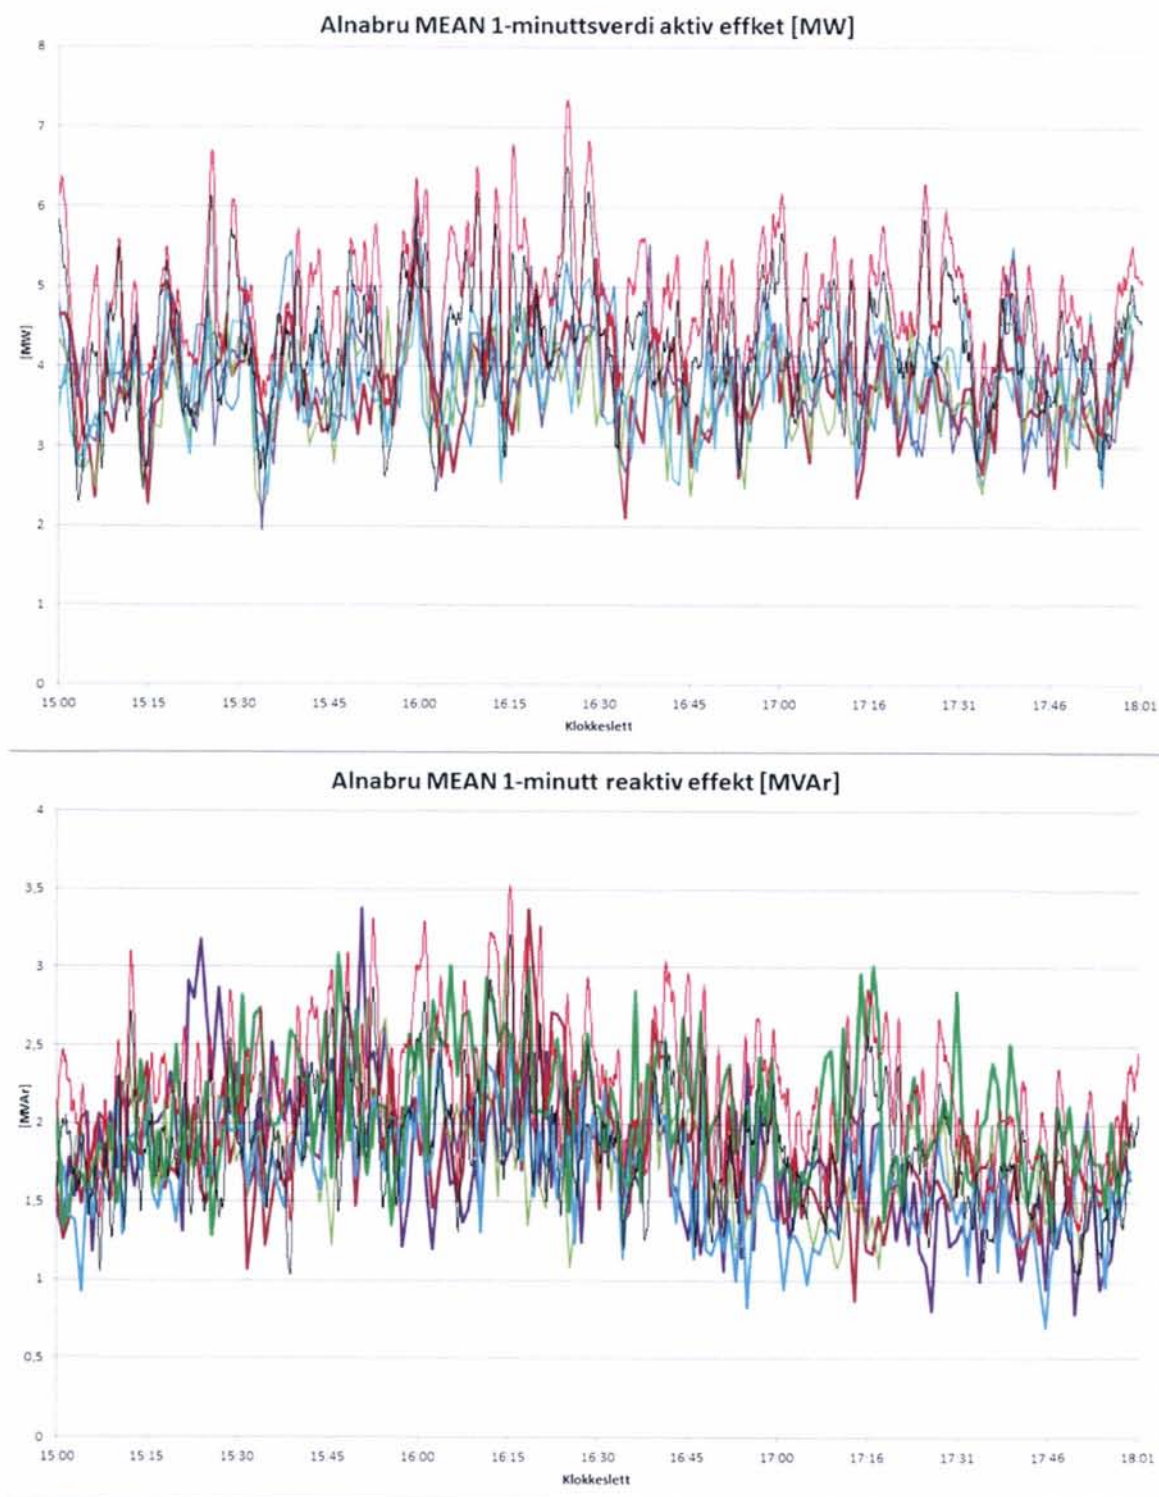 Alnabru MEAN 1-minuttsverdi aktiv effket [MW]
8
7
6
5
4
3
2
1
0
[MW]
15:00 15:15 15:30 15:45 16:00 16:15 16:30 16:45 17:00 17:16 17:31 17:46 18:01
Klokkeslett
Alnabru MEAN 1-minutt reaktiv effekt [MVAr]
4
3,5
3
2,5
2
1,5
1
0,5
0
[MVAr]
15:00 15:15 15:30 15:45 16:00 16:15 16:30 16:45 17:00 17:16 17:31 17:46 18:01
Klokkeslett